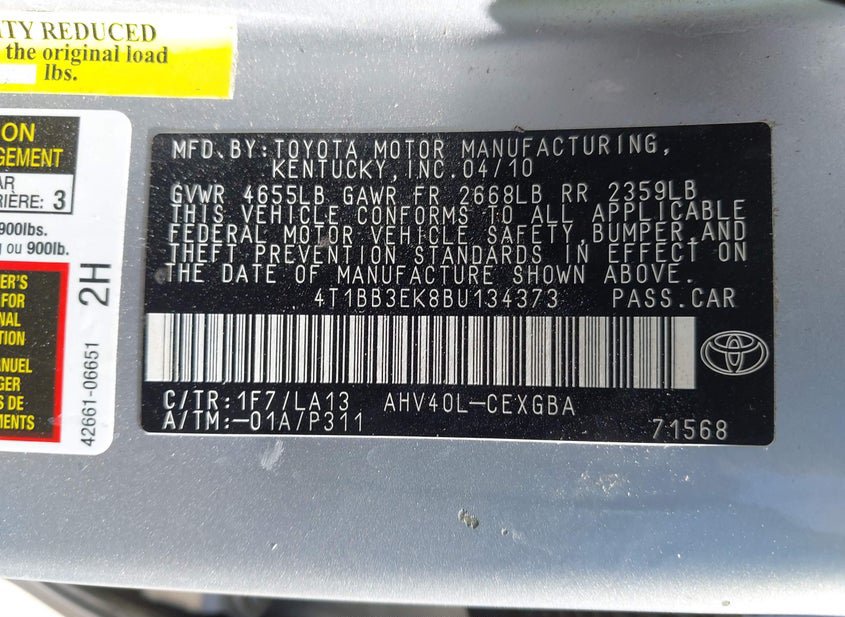 ITY REDUCED
the original load
lbs.
ON
GEMENT
AR
RIÈRE: 3
900lbs.
ou 900lb.
ER'S
FOR
NAL
TION
ANUEL
GER
S DE
MENTS
2H
42661-06651
MFD.BY:TOYOTA MOTOR MANUFACTURING,
KENTUCKY,INC.04/10
GVWR 4655LB GAWR FR 2668LB RR 2359LB
THIS VEHICLE CONFORMS TO ALL APPLICABLE
FEDERAL MOTOR VEHICLE SAFETY,BUMPER,AND
THEFT PREVENTION STANDARDS IN EFFECT ON
THE DATE OF MANUFACTURE SHOWN ABOVE.
4T1BB3EK8BU134373 PASS.CAR
C/TR:1F7/LA13 AHV40L-CEXGBA
A/TM:-01A/P311 71568